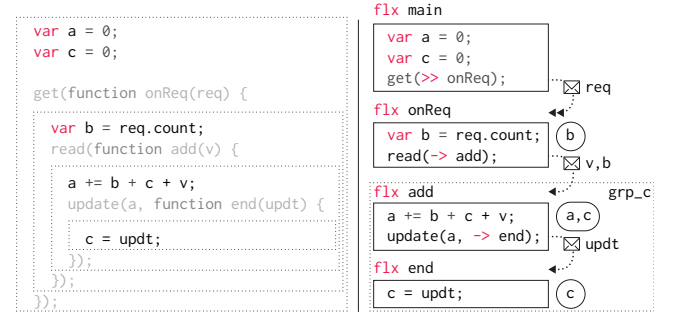 var a = 0;
var c = 0;
get(function onReq(req) {
var b = req.count;
read(function add(v) {
a += b + c + v;
update(a, function end(updt) {
c = updt;
});
});
});
flx main
var a = 0;
var c = 0;
get(>> onReq);
req
flx onReq
var b = req.count;
read(-> add);
b
v,b
flx add
grp_c
a += b + c + v;
update(a, -> end);
a,c
updt
flx end
c = updt;
c